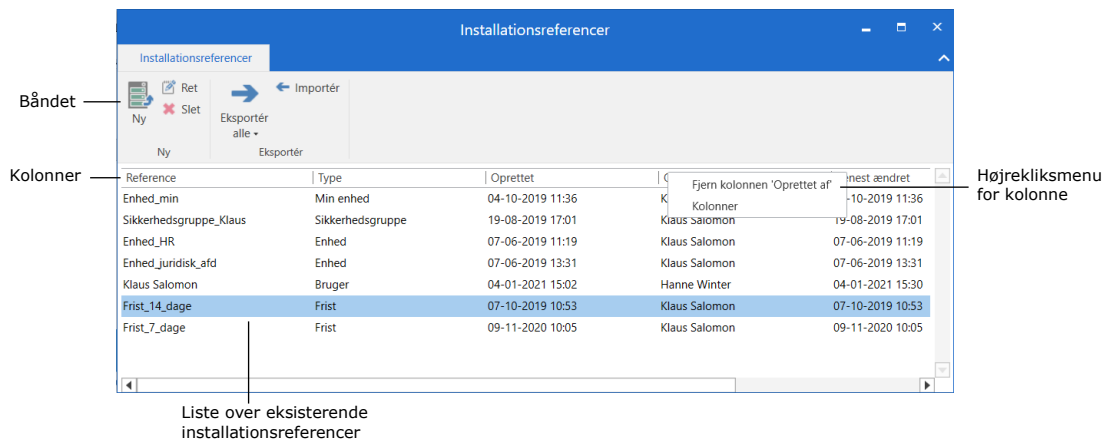 Installationsreferencer
Installationsreferencer
Ret
Importér
Slet
Ny
Eksportér
alle
Ny
Eksportér
Båndet
Kolonner
Reference Type Oprettet
Fjern kolonnen 'Oprettet af'
Kolonner
ændret
Højrekliksmenu
for kolonne
Enhed_min Min enhed 04-10-2019 11:36 K -10-2019 11:36
Sikkerhedsgruppe_Klaus Sikkerhedsgruppe 19-08-2019 17:01 Klaus Salomon 19-08-2019 17:01
Enhed_HR Enhed 07-06-2019 11:19 Klaus Salomon 07-06-2019 11:19
Enhed_juridisk_afd Enhed 07-06-2019 13:31 Klaus Salomon 07-06-2019 13:31
Klaus Salomon Bruger 04-01-2021 15:02 Hanne Winter 04-01-2021 15:30
Frist_14_dage Frist 07-10-2019 10:53 Klaus Salomon 07-10-2019 10:53
Frist_7_dage Frist 09-11-2020 10:05 Klaus Salomon 09-11-2020 10:05
Liste over eksisterende
installationsreferencer